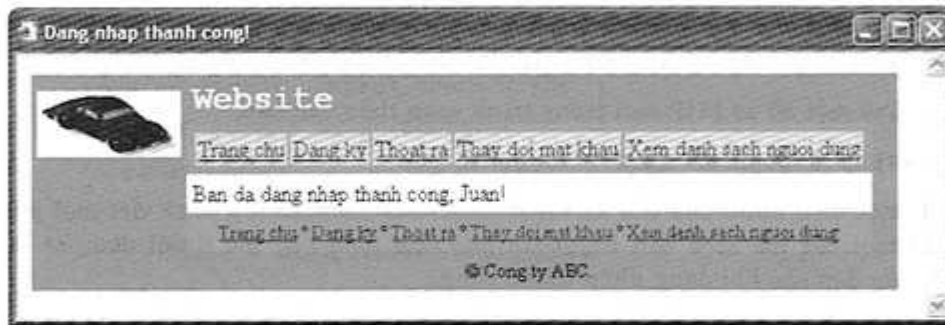 Dang nhap thanh cong!
Website
Trang chu Dang ky Thoat ra Thay doi mat khau Xem danh sach nguoi dung
Ban da dang nhap thanh cong, Juan!
Trang chu * Dang ky * Thoat ra * Thay doi mat khau * Xem danh sach nguoi dung
© Cong ty ABC.